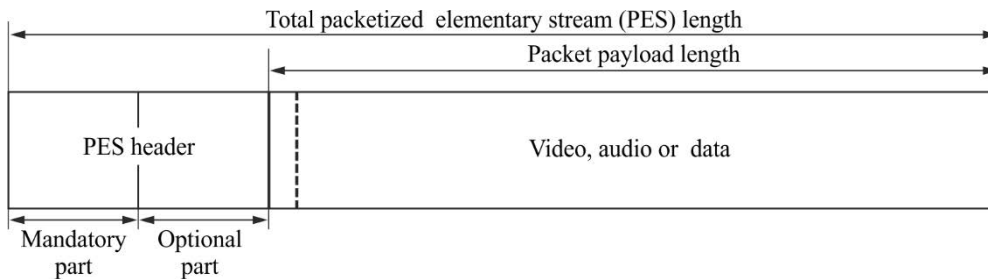 Total packetized elementary stream (PES) length
Packet payload length
PES header
Video, audio or data
Mandatory
part
Optional
part